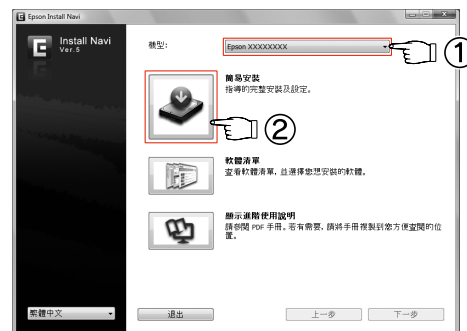 Epson Install Navi
Install Navi
Ver.5
機型:
Epson XXXXXXXX
①
簡易安裝
指導的完整安裝及設定。
②
軟體清單
查看軟體清單,並選擇您想安裝的軟體。
顯示進階使用說明
請參閱 PDF 手冊。若有需要,請將手冊複製到您方便查閱的位
置。
繁體中文
退出
上一步
下一步